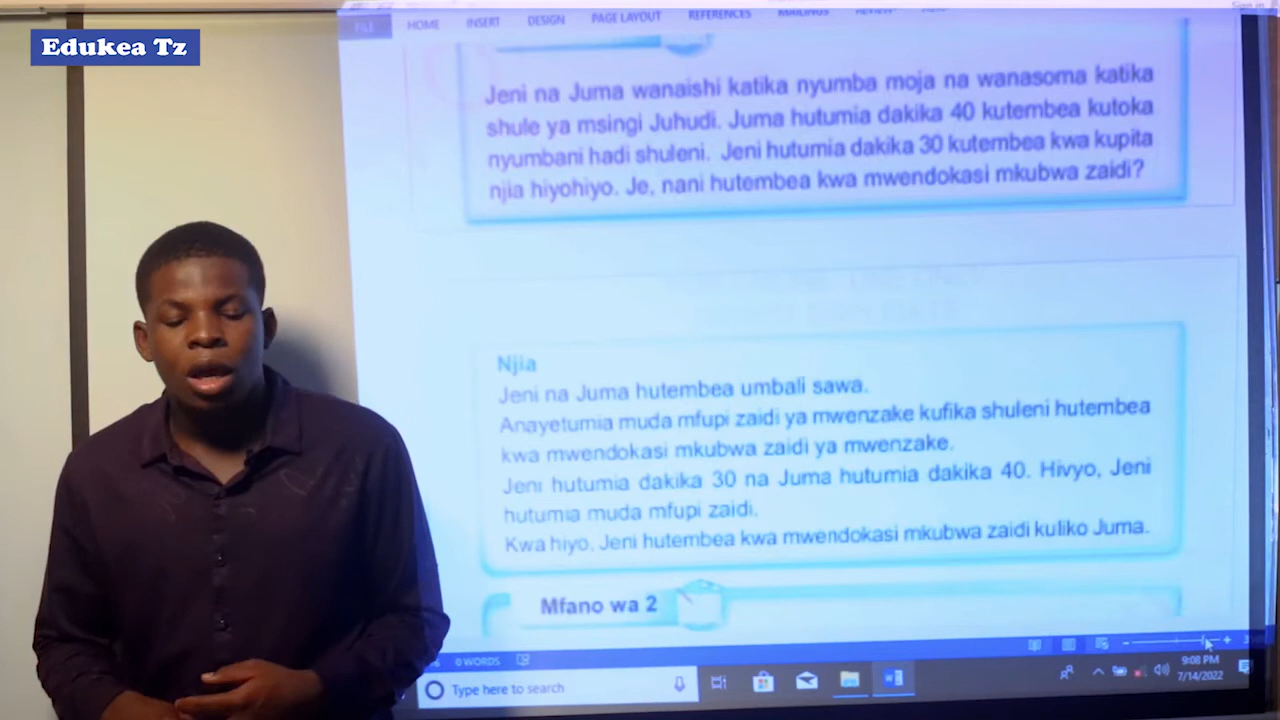 Edukea Tz
FILE HOME INSERT DESIGN PAGE LAYOUT REFERENCES MAILINGS REVIEW
Sign in
Jeni na Juma wanaishi katika nyumba moja na wanasoma katika
shule ya msingi Juhudi. Juma hutumia dakika 40 kutembea kutoka
nyumbani hadi shuleni. Jeni hutumia dakika 30 kutembea kwa kupita
njia hiyohiyo. Je, nani hutembea kwa mwendokasi mkubwa zaidi?
Njia
Jeni na Juma hutembea umbali sawa.
Anayetumia muda mfupi zaidi ya mwenzake kufika shuleni hutembea
kwa mwendokasi mkubwa zaidi ya mwenzake.
Jeni hutumia dakika 30 na Juma hutumia dakika 40. Hivyo, Jeni
hutumia muda mfupi zaidi.
Kwa hiyo, Jeni hutembea kwa mwendokasi mkubwa zaidi kuliko Juma.
Mfano wa 2
0 WORDS
Type here to search
9:08 PM
7/14/2022